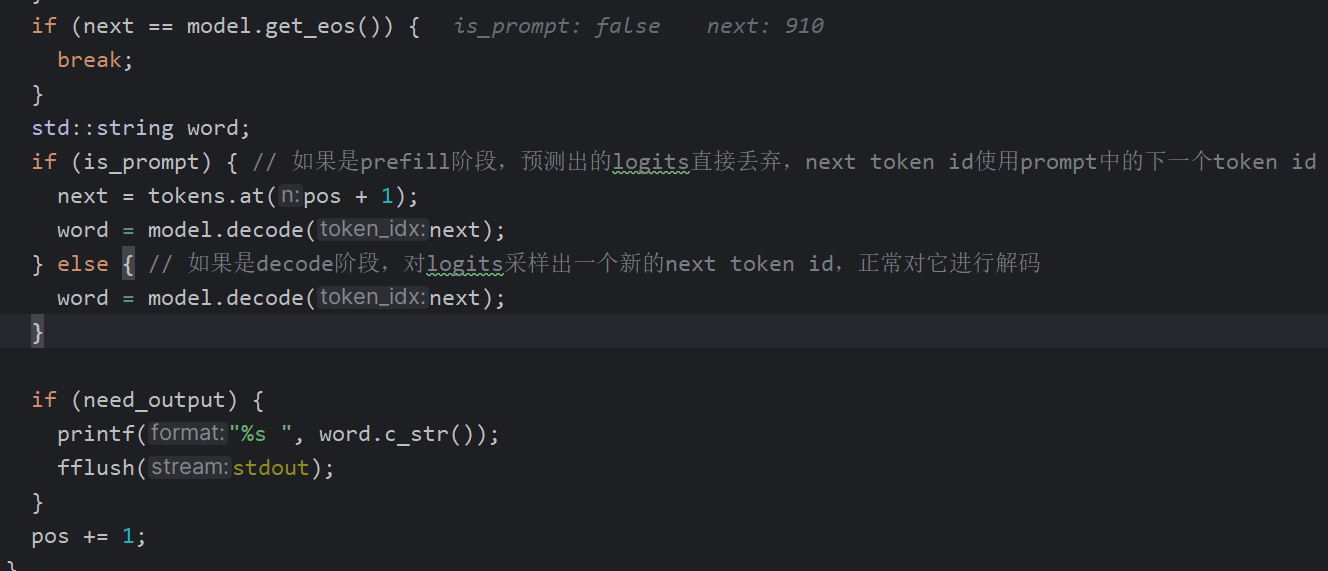 if (next == model.get_eos()) {   is_prompt: false   next: 910
break;
}
std::string word;
if (is_prompt) { // 如果是prefill阶段，预测出的logits直接丢弃，next token id使用prompt中的下一个token id
next = tokens.at(n:pos + 1);
word = model.decode(token_idx:next);
} else { // 如果是decode阶段，对logits采样出一个新的next token id，正常对它进行解码
word = model.decode(token_idx:next);
}
if (need_output) {
printf(format:"%s ", word.c_str());
fflush(stream:stdout);
}
pos += 1;
}